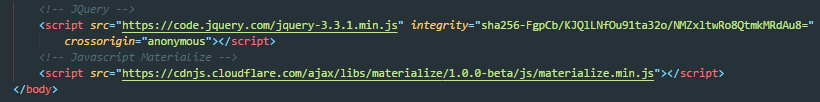 <!-- JQuery -->
<script src="https://code.jquery.com/jquery-3.3.1.min.js" integrity="sha256-FgpCb/KJQlLNfOu91ta32o/NMZxltwRo8QtmkMRdAu8="
crossorigin="anonymous"></script>
<!-- Javascript Materialize -->
<script src="https://cdnjs.cloudflare.com/ajax/libs/materialize/1.0.0-beta/js/materialize.min.js"></script>
</body>